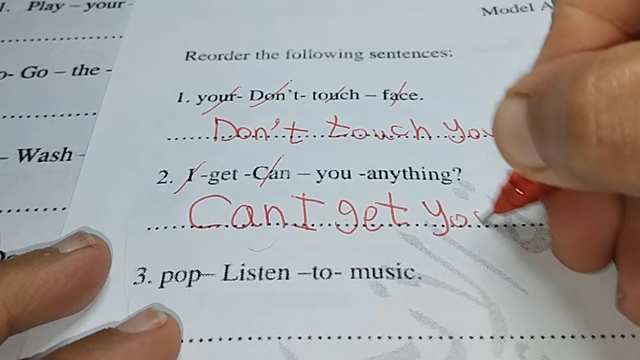 1. Play – your
Model A
Reorder the following sentences:
- Go – the -
1. your- Don't- touch – face.
Don't touch you
– Wash -
2. I -get -Can – you -anything?
Can I get you
3. pop– Listen –to- music.